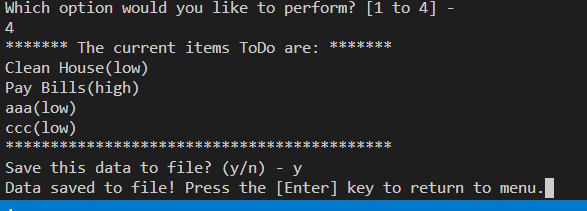 Which option would you like to perform? [1 to 4] -
4
******* The current items ToDo are: *******
Clean House(low)
Pay Bills(high)
aaa(low)
ccc(low)
*******************************************
Save this data to file? (y/n) - y
Data saved to file! Press the [Enter] key to return to menu.